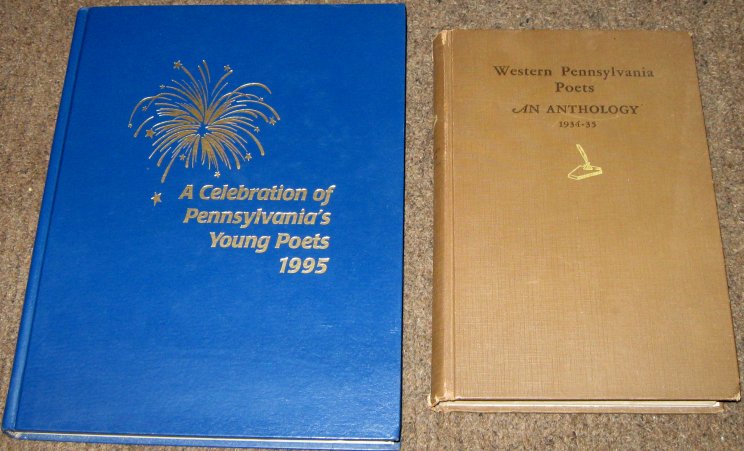 A Celebration of
Pennsylvania's
Young Poets
1995
Western Pennsylvania
Poets
AN ANTHOLOGY
1934-35